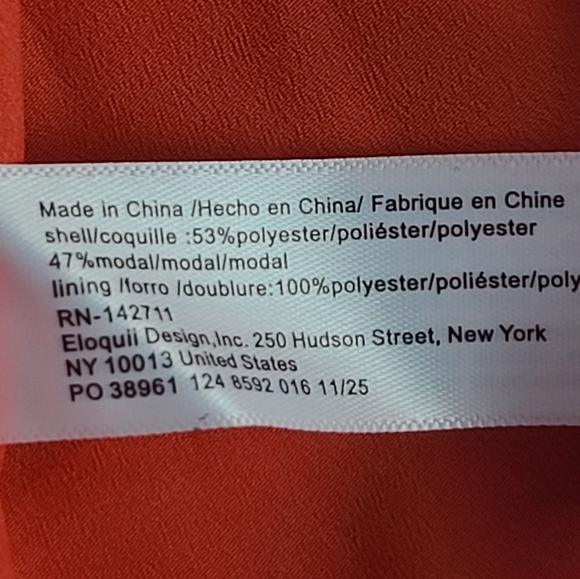 Made in China /Hecho en China/ Fabrique en Chine
shell/coquille :53%polyester/poliéster/polyester
47%modal/modal/modal
lining /forro /doublure:100%polyester/poliéster/poly
RN-142711
Eloquii Design,Inc. 250 Hudson Street, New York
NY 10013 United States
PO 38961 124 8592 016 11/25